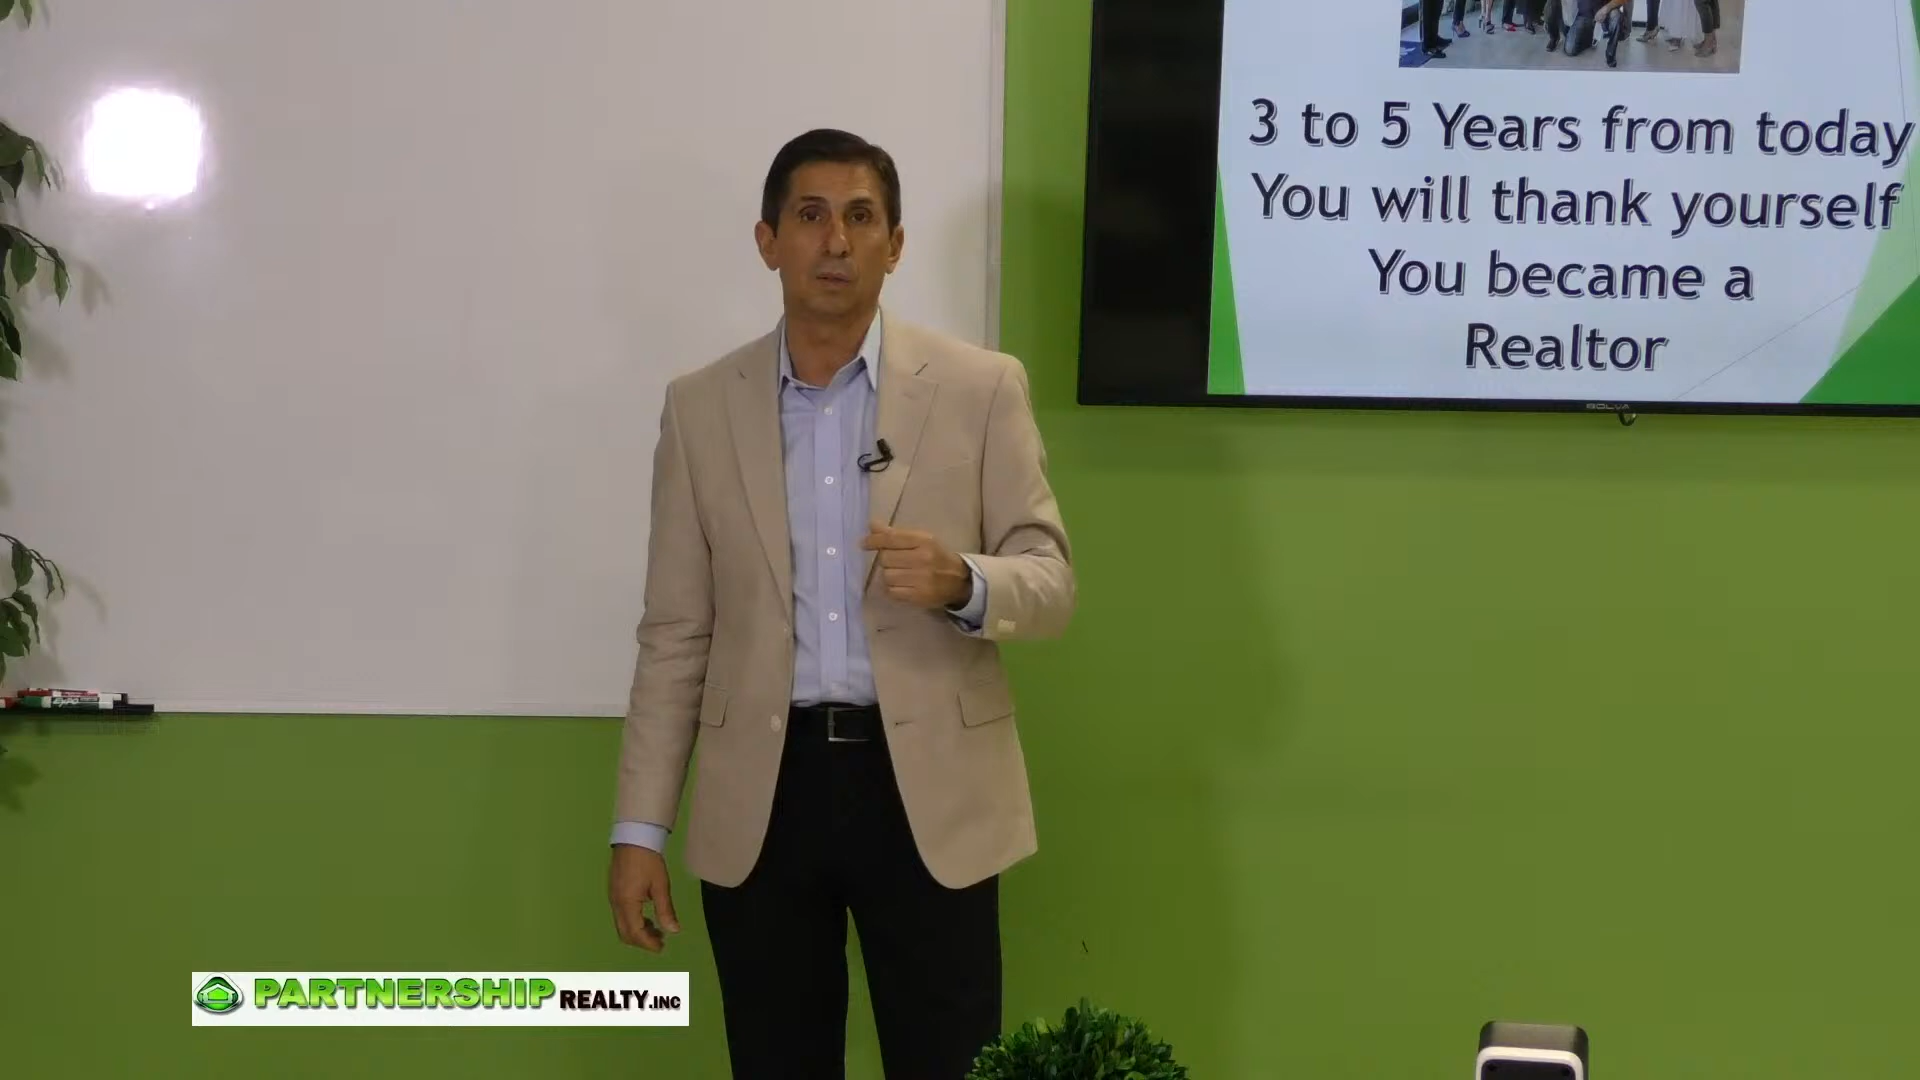 3 to 5 Years from today
You will thank yourself
You became a
Realtor
PARTNERSHIP REALTY.INC